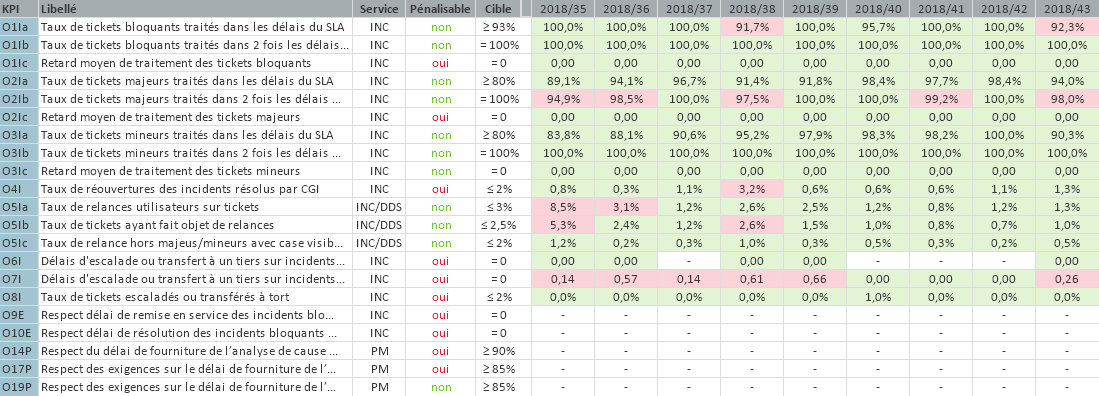 KPI Libellé Service Pénalisable Cible 2018/35 2018/36 2018/37 2018/38 2018/39 2018/40 2018/41 2018/42 2018/43
O1Ia Taux de tickets bloquants traités dans les délais du SLA INC non ≥ 93% 100,0% 100,0% 100,0% 91,7% 100,0% 95,7% 100,0% 100,0% 92,3%
O1Ib Taux de tickets bloquants traités dans 2 fois les délais... INC non = 100% 100,0% 100,0% 100,0% 100,0% 100,0% 100,0% 100,0% 100,0% 100,0%
O1Ic Retard moyen de traitement des tickets bloquants INC oui = 0 0,00 0,00 0,00 0,00 0,00 0,00 0,00 0,00 0,00
O2Ia Taux de tickets majeurs traités dans les délais du SLA INC non ≥ 80% 89,1% 94,1% 96,7% 91,4% 91,8% 98,4% 97,7% 98,4% 94,0%
O2Ib Taux de tickets majeurs traités dans 2 fois les délais ... INC non = 100% 94,9% 98,5% 100,0% 97,5% 100,0% 100,0% 99,2% 100,0% 98,0%
O2Ic Retard moyen de traitement des tickets majeurs INC oui = 0 0,00 0,00 0,00 0,00 0,00 0,00 0,00 0,00 0,00
O3Ia Taux de tickets mineurs traités dans les délais du SLA INC non ≥ 80% 83,8% 88,1% 90,6% 95,2% 97,9% 98,3% 98,2% 100,0% 90,3%
O3Ib Taux de tickets mineurs traités dans 2 fois les délais ... INC non = 100% 100,0% 100,0% 100,0% 100,0% 100,0% 100,0% 100,0% 100,0% 100,0%
O3Ic Retard moyen de traitement des tickets mineurs INC non = 0 0,00 0,00 0,00 0,00 0,00 0,00 0,00 0,00 0,00
O4I Taux de réouvertures des incidents résolus par CGI INC oui ≤ 2% 0,8% 0,3% 1,1% 3,2% 0,6% 0,6% 0,6% 1,1% 1,3%
O5Ia Taux de relances utilisateurs sur tickets INC/DDS non ≤ 3% 8,5% 3,1% 1,2% 2,6% 2,5% 1,2% 0,8% 1,2% 1,3%
O5Ib Taux de tickets ayant fait objet de relances INC/DDS non ≤ 2,5% 5,3% 2,4% 1,2% 2,6% 1,5% 1,0% 0,8% 0,7% 1,0%
O5Ic Taux de relance hors majeus/mineurs avec case visib... INC/DDS non ≤ 2% 1,2% 0,2% 0,3% 1,0% 0,3% 0,5% 0,3% 0,2% 0,5%
O6I Délais d'escalade ou transfert à un tiers sur incidents... INC oui = 0 0,00 0,00 - 0,00 0,00 - - - 0,00
O7I Délais d'escalade ou transfert à un tiers sur incidents... INC oui = 0 0,14 0,57 0,14 0,61 0,66 0,00 0,00 0,00 0,26
O8I Taux de tickets escaladés ou transférés à tort INC oui ≤ 2% 0,0% 0,0% 0,0% 0,0% 0,0% 1,0% 0,0% 0,0% 0,0%
O9E Respect délai de remise en service des incidents blo... INC oui = 0 - - - - - - - - -
O10E Respect délai de résolution des incidents bloquants ... INC oui = 0 - - - - - - - - -
O14P Respect du délai de fourniture de l'analyse de cause ... PM oui ≥ 90% - - - - - - - - -
O17P Respect des exigences sur le délai de fourniture de l'... PM oui ≥ 85% - - - - - - - - -
O19P Respect des exigences sur le délai de fourniture de l'... PM non ≥ 85% - - - - - - - - -